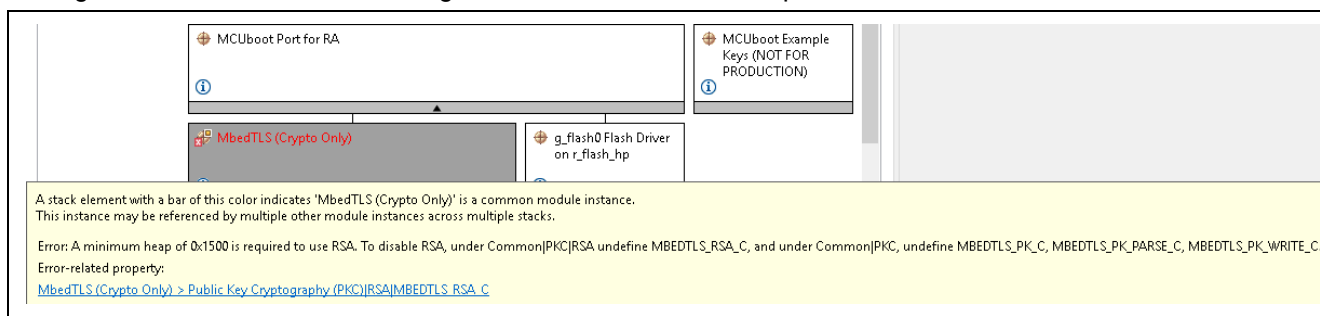 MCUboot Port for RA
MCUboot Example
Keys (NOT FOR
PRODUCTION)
MbedTLS (Crypto Only)
g_flash0 Flash Driver
on r_flash_hp
A stack element with a bar of this color indicates 'MbedTLS (Crypto Only)' is a common module instance.
This instance may be referenced by multiple other module instances across multiple stacks.
Error: A minimum heap of 0x1500 is required to use RSA. To disable RSA, under Common|PKC|RSA undefine MBEDTLS_RSA_C, and under Common|PKC, undefine MBEDTLS_PK_C, MBEDTLS_PK_PARSE_C, MBEDTLS_PK_WRITE_C
Error-related property:
MbedTLS (Crypto Only) > Public Key Cryptography (PKC)|RSA|MBEDTLS_RSA_C